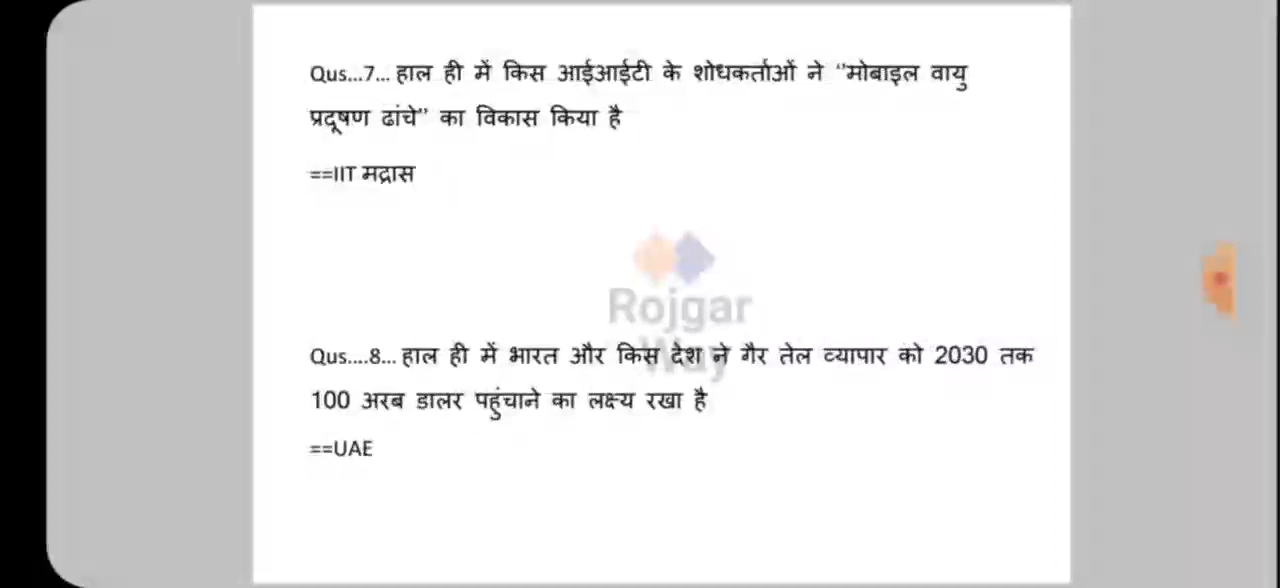 Qus...7... हाल ही में किस आईआईटी के शोधकर्ताओं ने "मोबाइल वायु
प्रदूषण ढांचे" का विकास किया है
==IIT मद्रास
Rojgar
Way
Qus....8... हाल ही में भारत और किस देश ने गैर तेल व्यापार को 2030 तक
100 अरब डालर पहुंचाने का लक्ष्य रखा है
==UAE